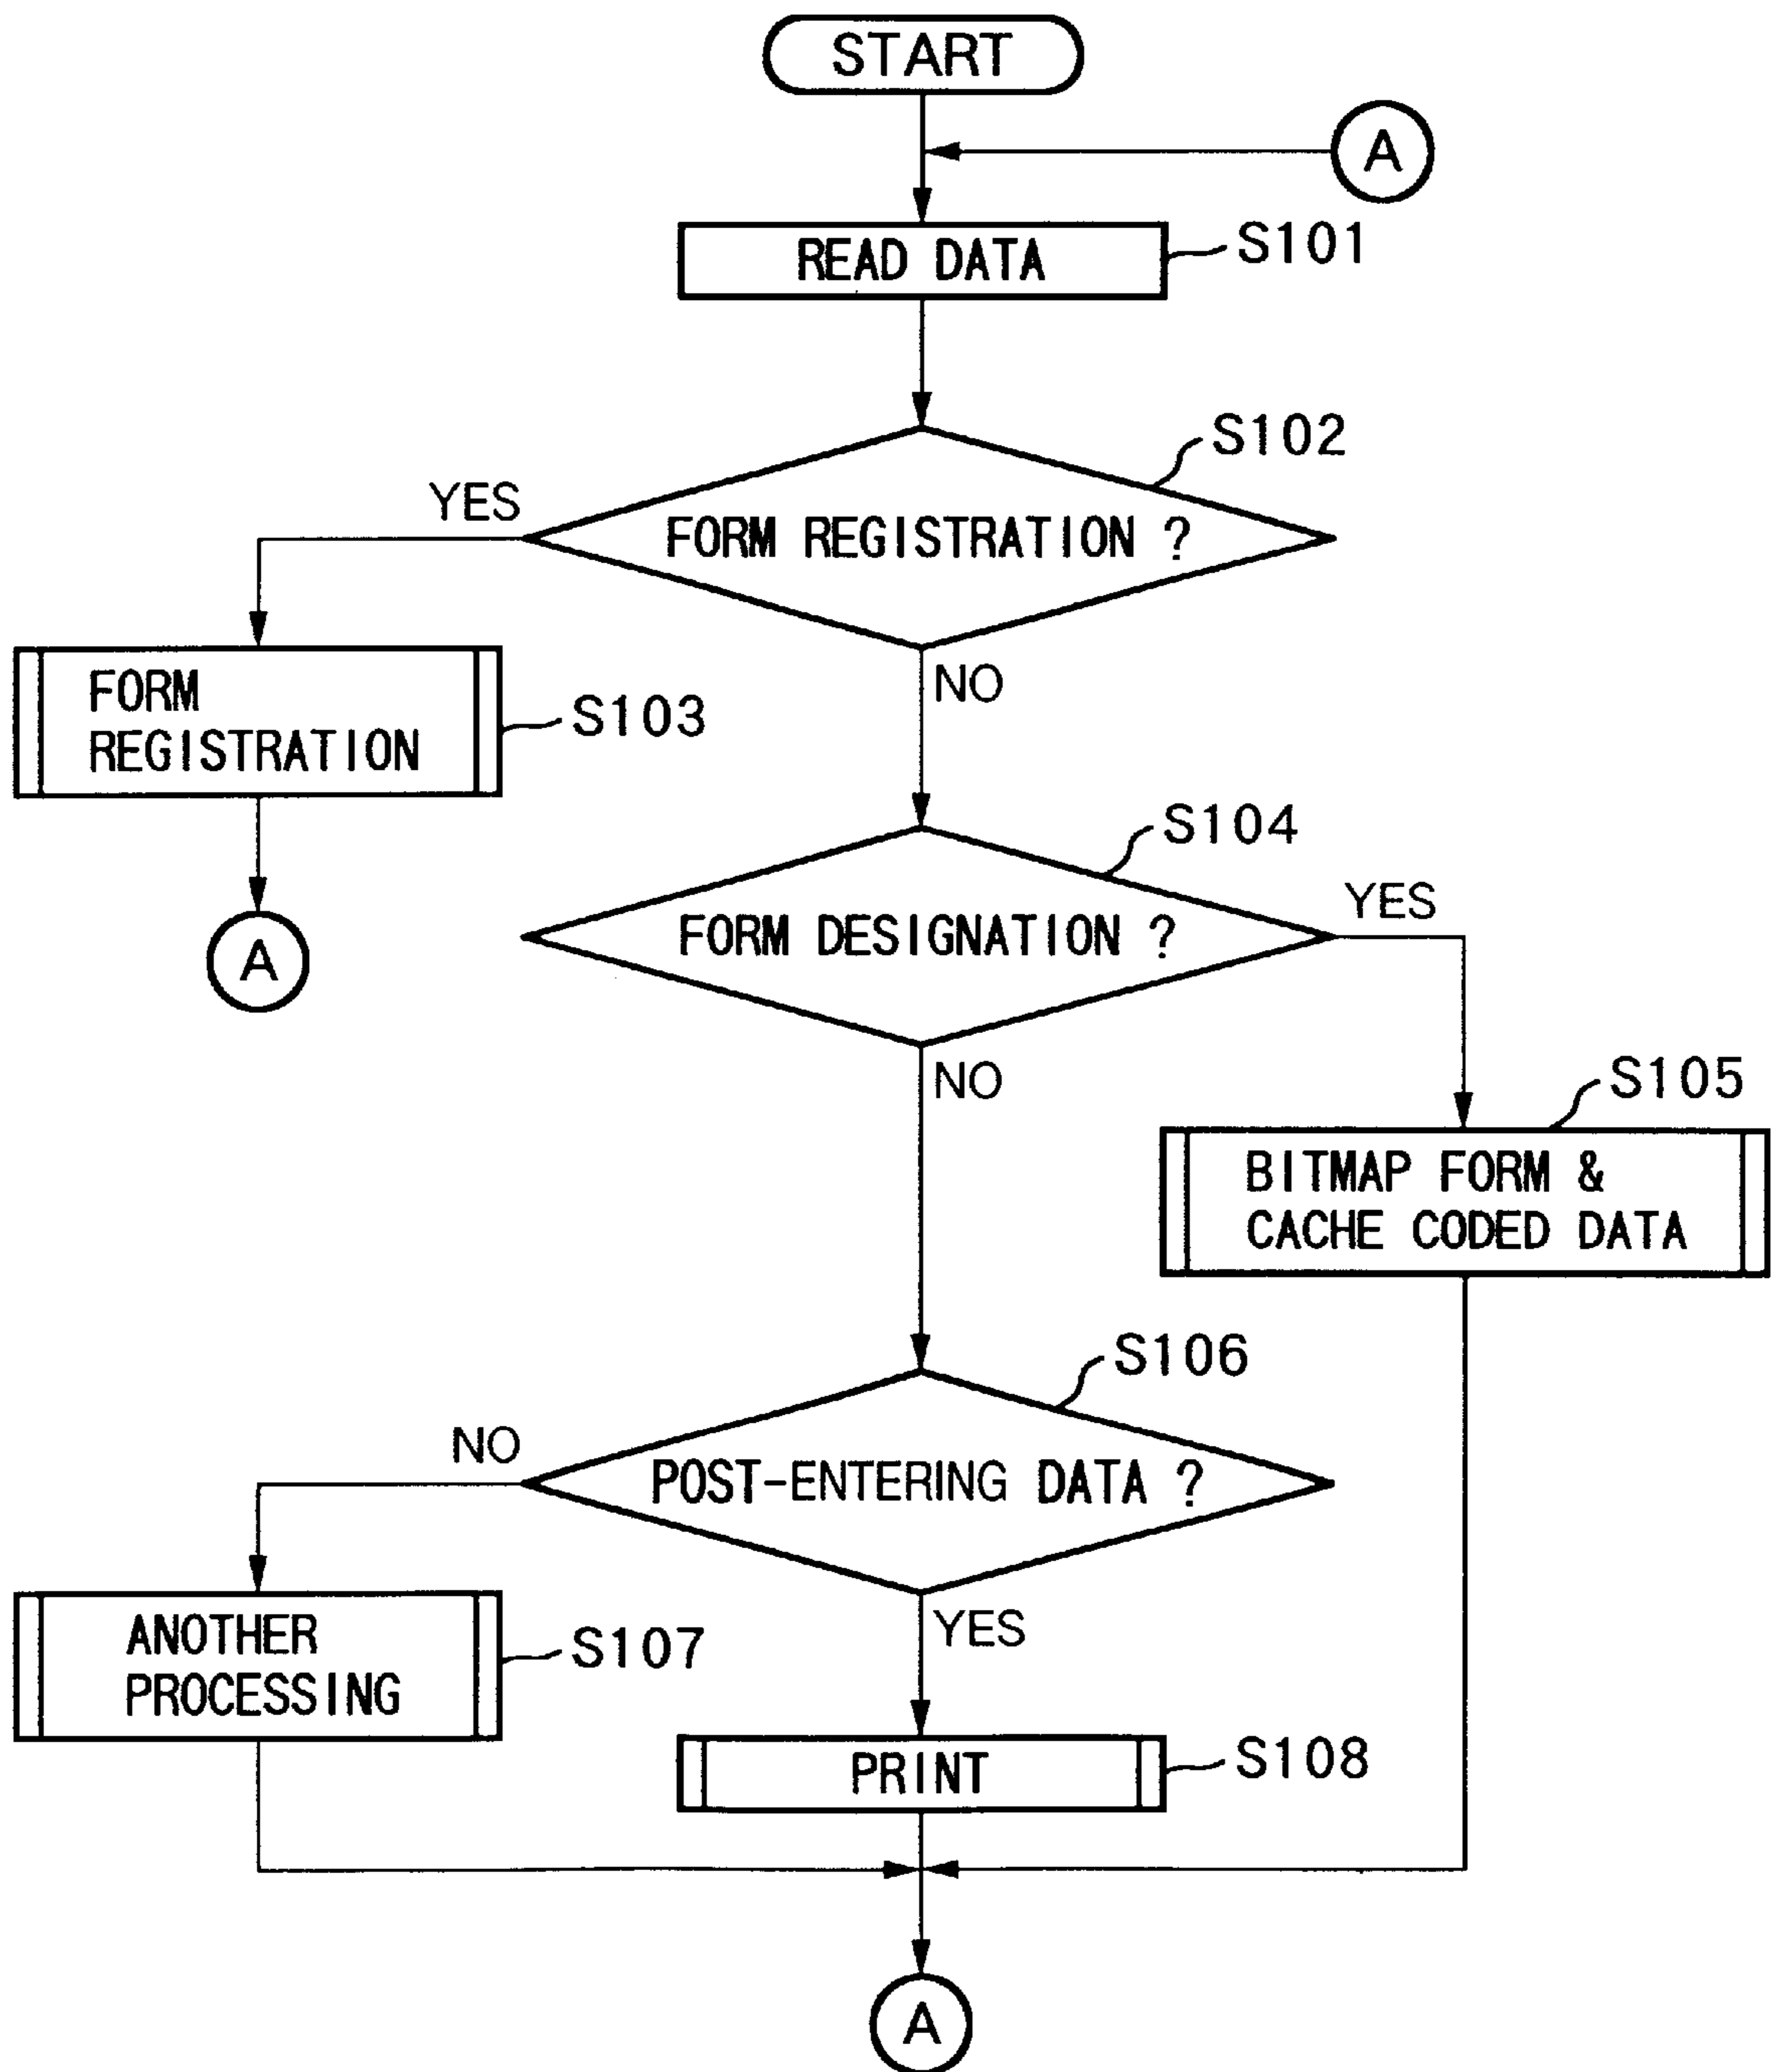 START
A
READ DATA
S101
S102
YES
FORM REGISTRATION ?
NO
FORM
REGISTRATION
S103
S104
YES
FORM DESIGNATION ?
A
NO
S105
BITMAP FORM &
CACHE CODED DATA
S106
NO
POST-ENTERING DATA ?
YES
ANOTHER
PROCESSING
S107
PRINT
S108
A